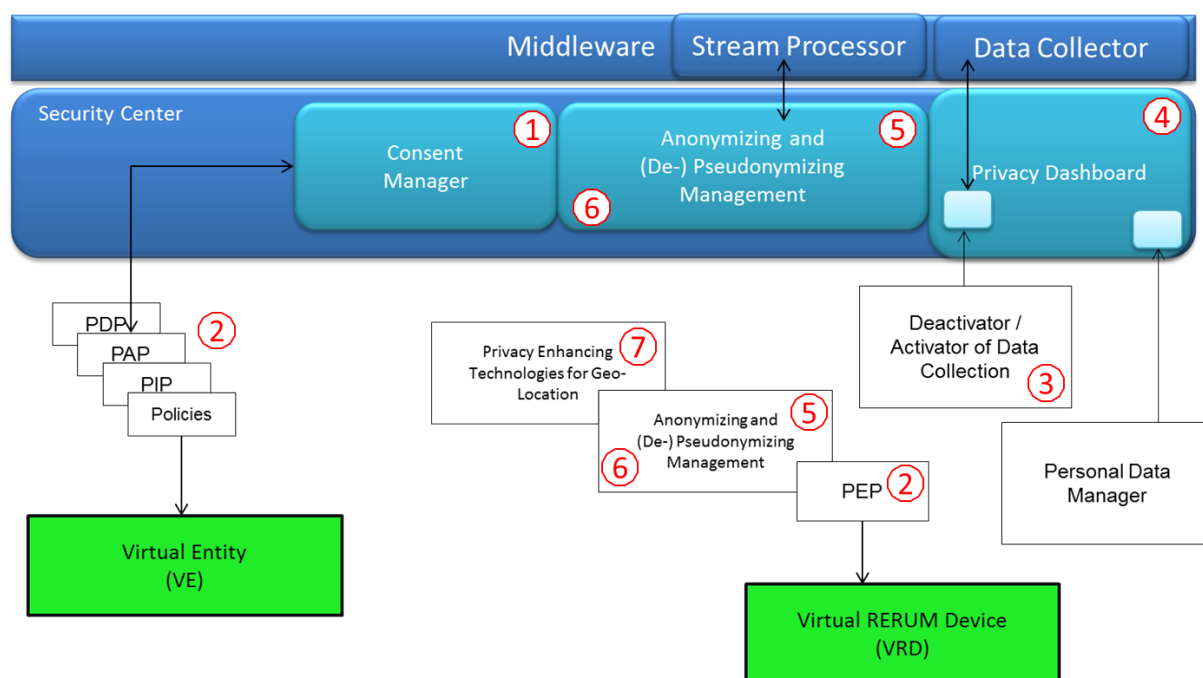 Middleware
Stream Processor
Data Collector
Security Center
1
Consent
Manager
5
Anonymizing and
(De-) Pseudonymizing
Management
6
4
Privacy Dashboard
PDP
2
PAP
PIP
Policies
Virtual Entity
(VE)
7
Privacy Enhancing
Technologies for Geo-
Location
5
Anonymizing and
(De-) Pseudonymizing
Management
6
PEP
2
Virtual RERUM Device
(VRD)
Deactivator /
Activator of Data
Collection
3
Personal Data
Manager